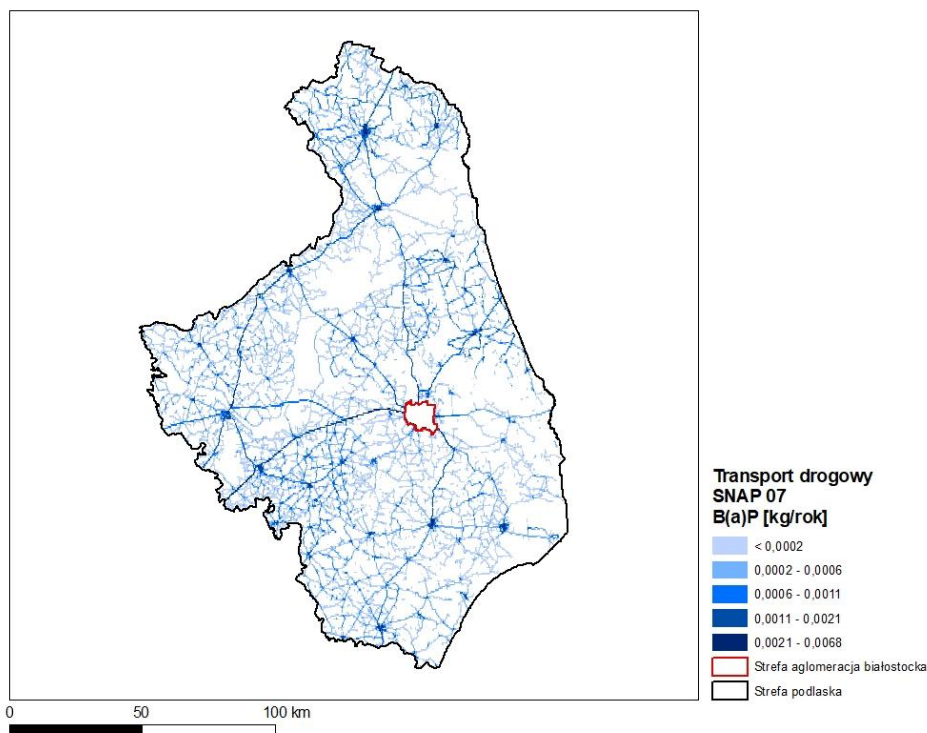 Transport drogowy
SNAP 07
B(a)P [kg/rok]
< 0,0002
0,0002 - 0,0006
0,0006 - 0,0011
0,0011 - 0,0021
0,0021 - 0,0068
Strefa aglomeracja białostocka
Strefa podlaska
0 50 100 km